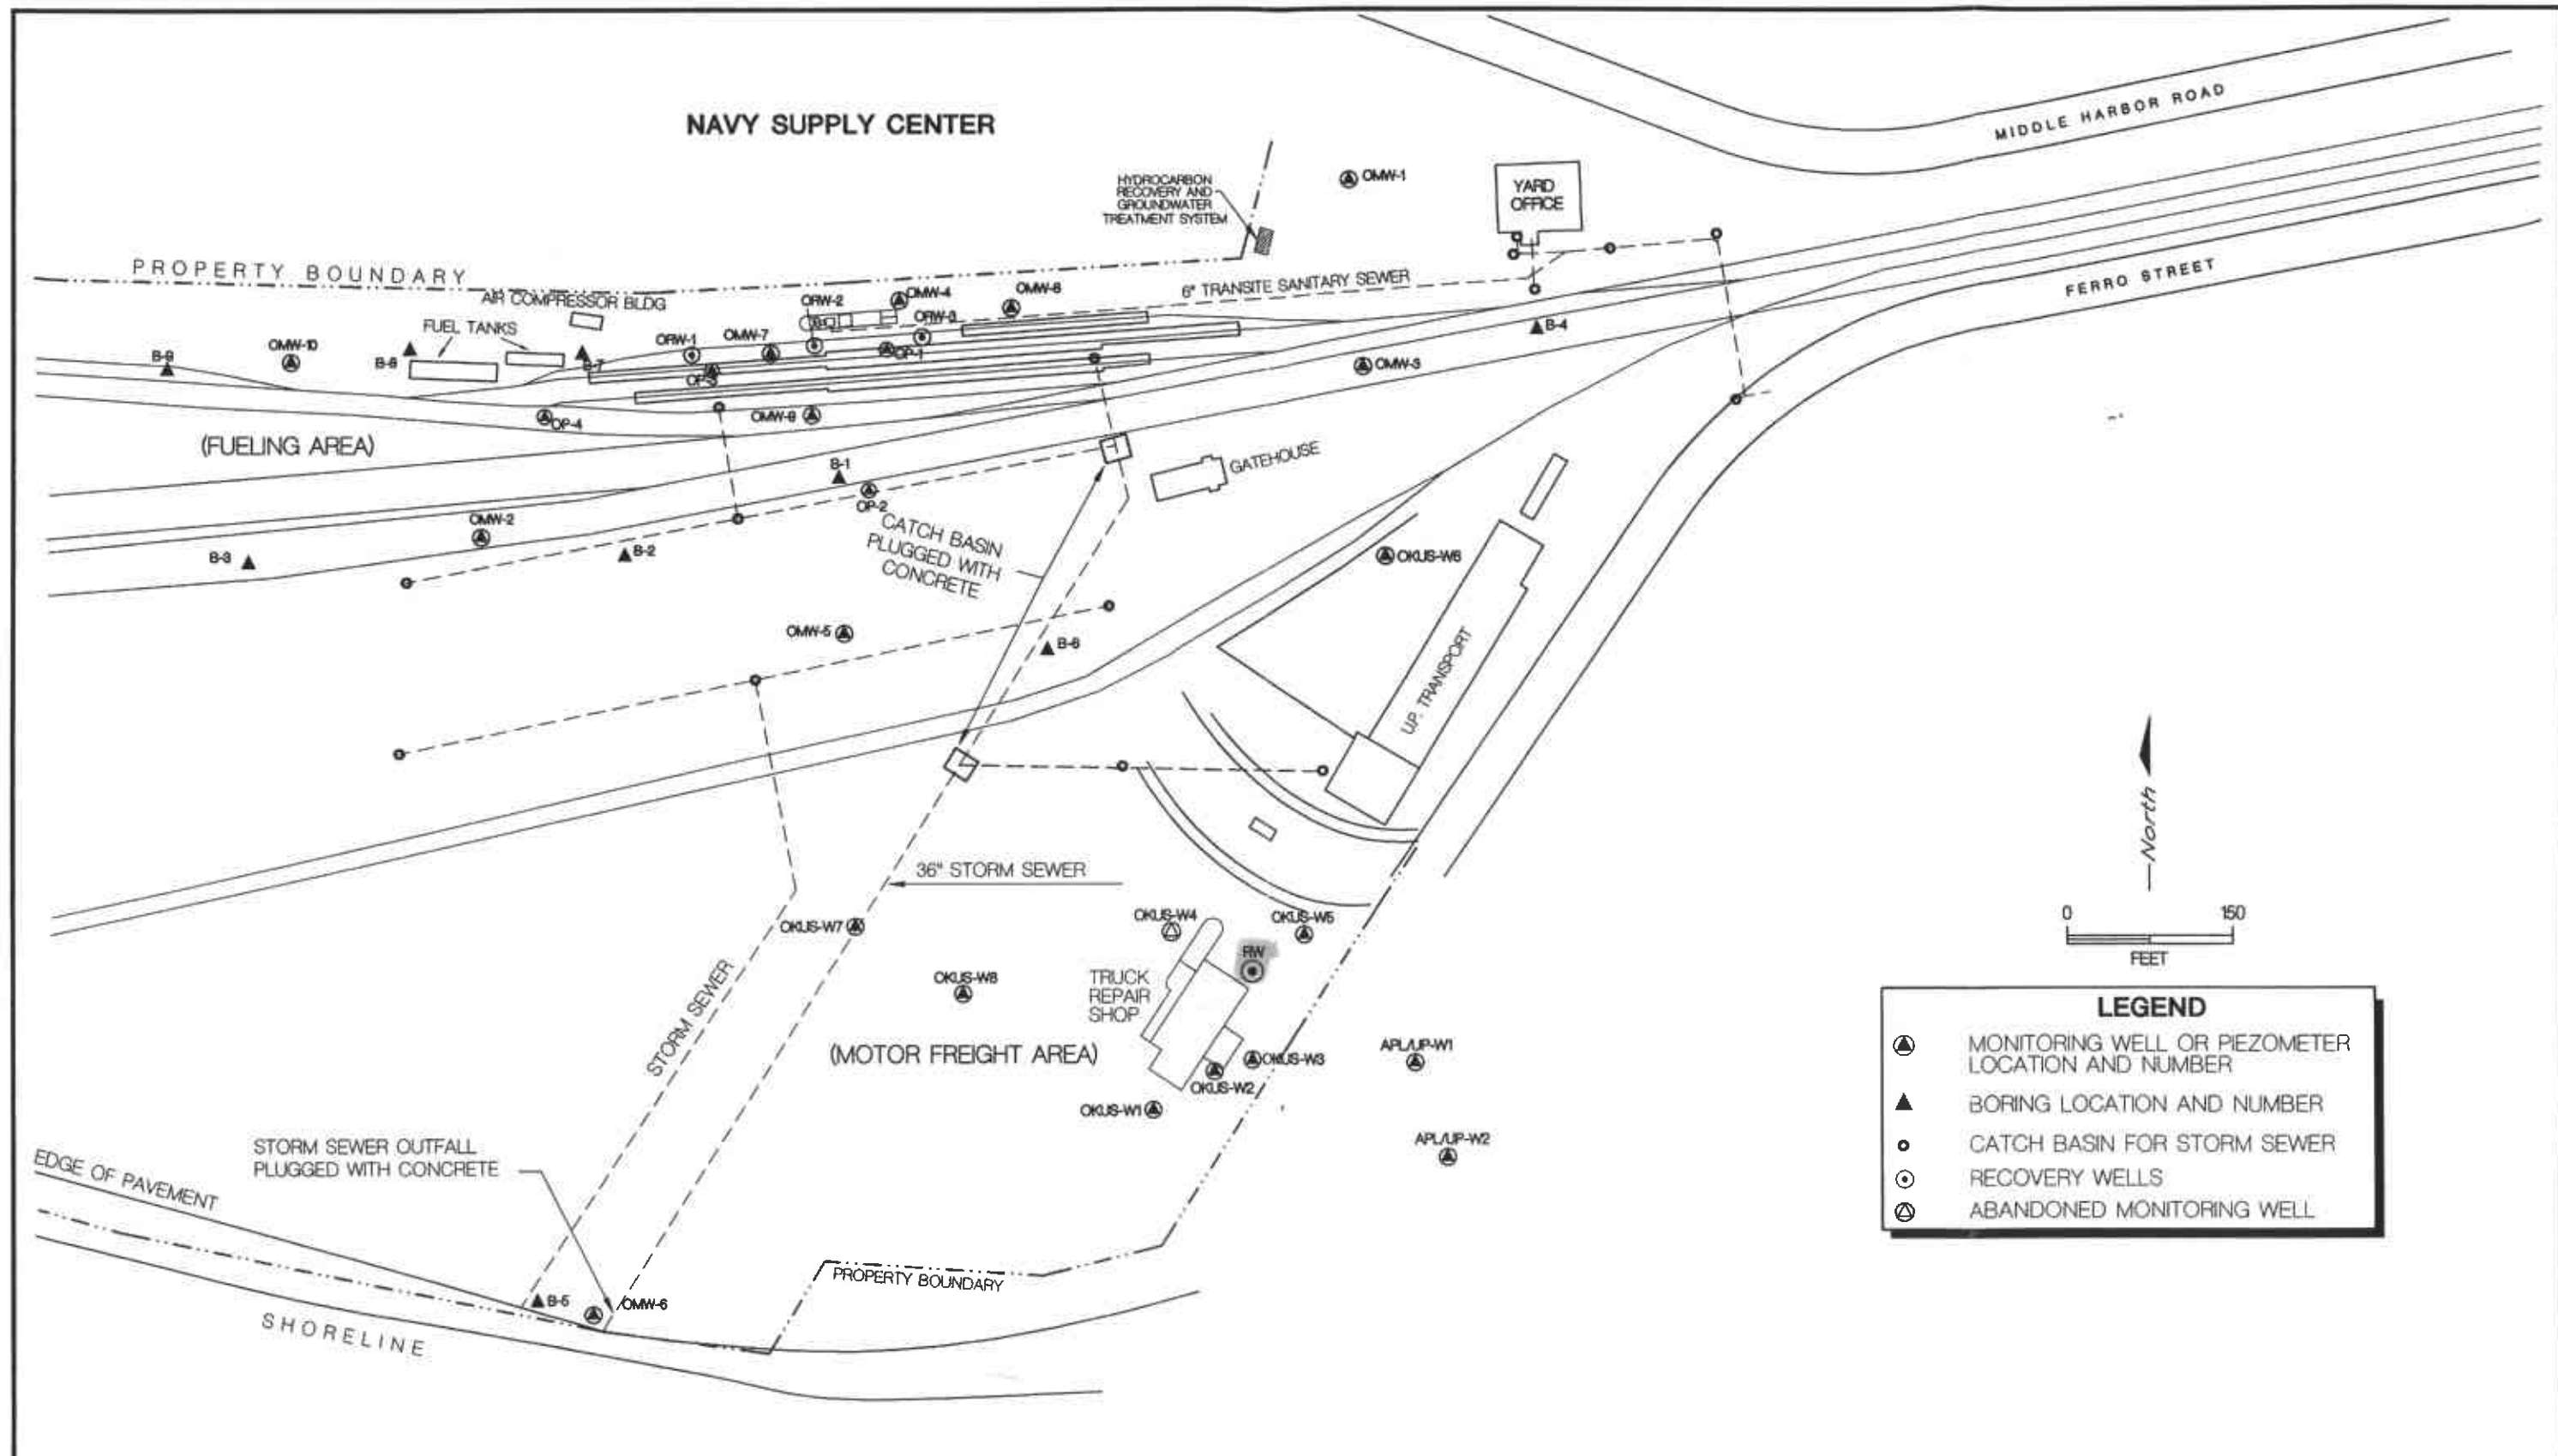 NAVY SUPPLY CENTER
MIDDLE HARBOR ROAD
HYDROCARBON
RECOVERY AND
GROUNDWATER
TREATMENT SYSTEM
OMW-1
YARD
OFFICE
PROPERTY BOUNDARY
FERRO STREET
AIR COMPRESSOR BLDG
6" TRANSITE SANITARY SEWER
ORW-2
OMW-4
OMW-8
FUEL TANKS
ORW-1
OMW-7
ORW-3
B-4
B-9
OMW-10
B-8
B-7
OP-3
OP-1
OMW-3
OP-4
OMW-9
(FUELING AREA)
GATEHOUSE
B-1
OP-2
OMW-2
B-3
B-2
CATCH BASIN
PLUGGED WITH
CONCRETE
OKUS-W6
OMW-5
B-6
U.P. TRANSPORT
North
36" STORM SEWER
OKUS-W7
OKUS-W4
OKUS-W5
RW
0
150
FEET
STORM SEWER
OKUS-W8
TRUCK
REPAIR
SHOP
(MOTOR FREIGHT AREA)
OKUS-W3
APL/UP-W1
OKUS-W2
OKUS-W1
APL/UP-W2
LEGEND
MONITORING WELL OR PIEZOMETER
LOCATION AND NUMBER
BORING LOCATION AND NUMBER
CATCH BASIN FOR STORM SEWER
RECOVERY WELLS
ABANDONED MONITORING WELL
STORM SEWER OUTFALL
PLUGGED WITH CONCRETE
EDGE OF PAVEMENT
PROPERTY BOUNDARY
B-5
OMW-6
SHORELINE